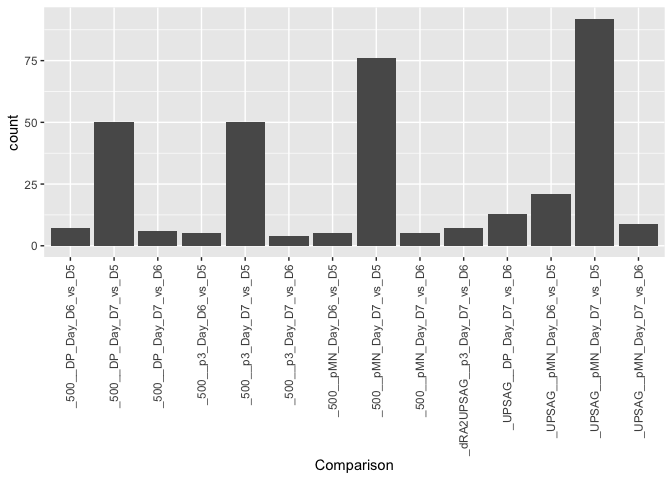 count
75
50
25
0
_500__DP_Day_D6_vs_D5
_500__DP_Day_D7_vs_D5
_500__DP_Day_D7_vs_D6
_500__p3_Day_D6_vs_D5
_500__p3_Day_D7_vs_D5
_500__p3_Day_D7_vs_D6
_500__pMN_Day_D6_vs_D5
_500__pMN_Day_D7_vs_D5
_500__pMN_Day_D7_vs_D6
_dRA2UPSAG__p3_Day_D7_vs_D6
_UPSAG__DP_Day_D7_vs_D6
_UPSAG__pMN_Day_D6_vs_D5
_UPSAG__pMN_Day_D7_vs_D5
_UPSAG__pMN_Day_D7_vs_D6
Comparison